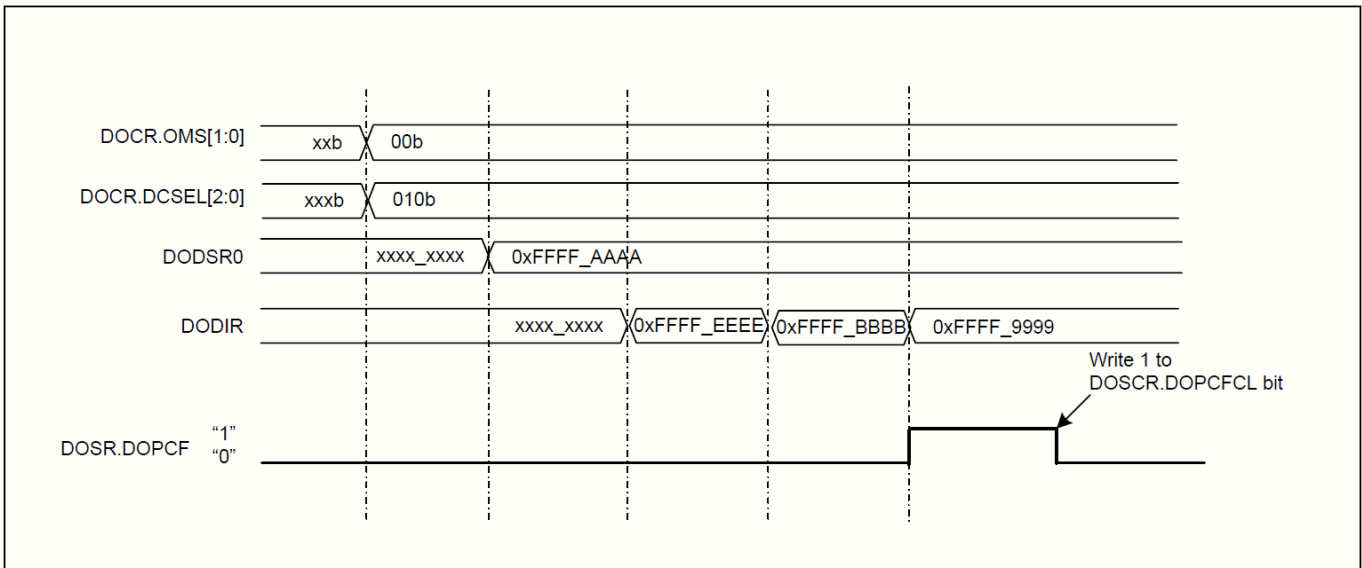 DOCR.OMS[1:0] xxb 00b
DOCR.DCSEL[2:0] xxxb 010b
DODSR0 xxxx_xxxx 0xFFFF_AAAA
DODIR xxxx_xxxx 0xFFFF_EEEE 0xFFFF_BBBB 0xFFFF_9999
Write 1 to
DOSCR.DOPCFCL bit
“1”
DOSR.DOPCF “0”